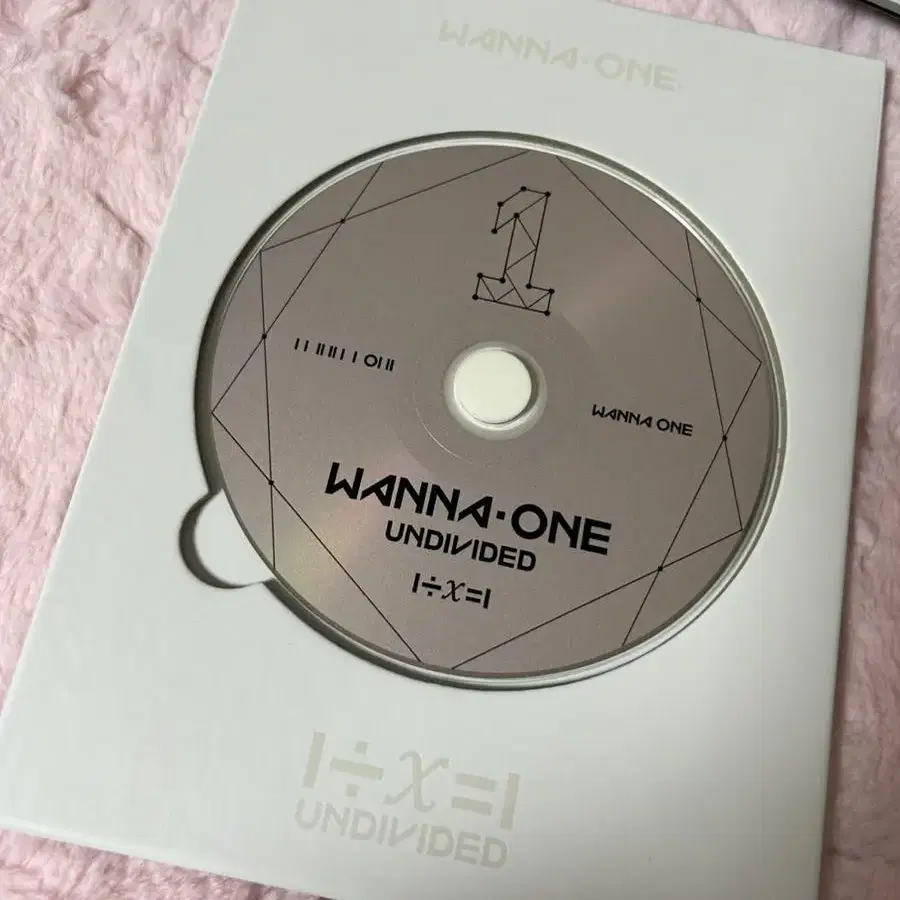 WANNA·ONE
1
WANNA ONE
WANNA·ONE
UNDIVIDED
1÷χ=1
1÷χ=1
UNDIVIDED